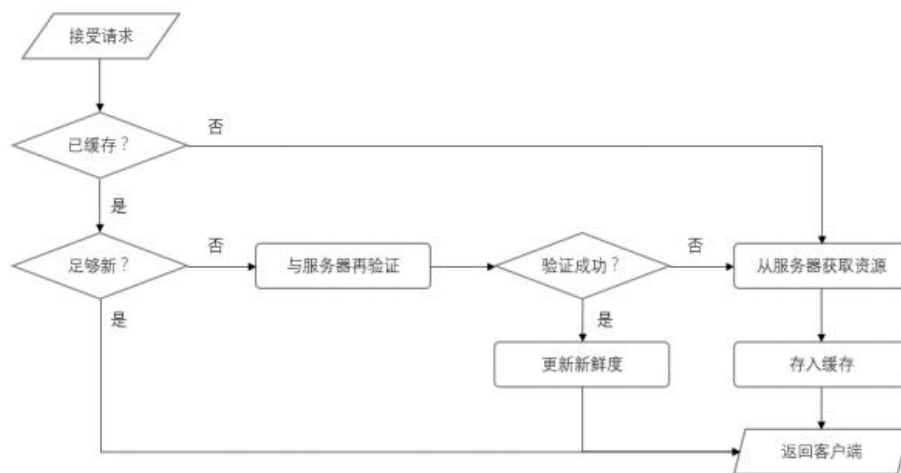 接受请求
否
已缓存？
是
否
足够新？
与服务器再验证
验证成功？
否
从服务器获取资源
是
是
更新新鲜度
存入缓存
返回客户端